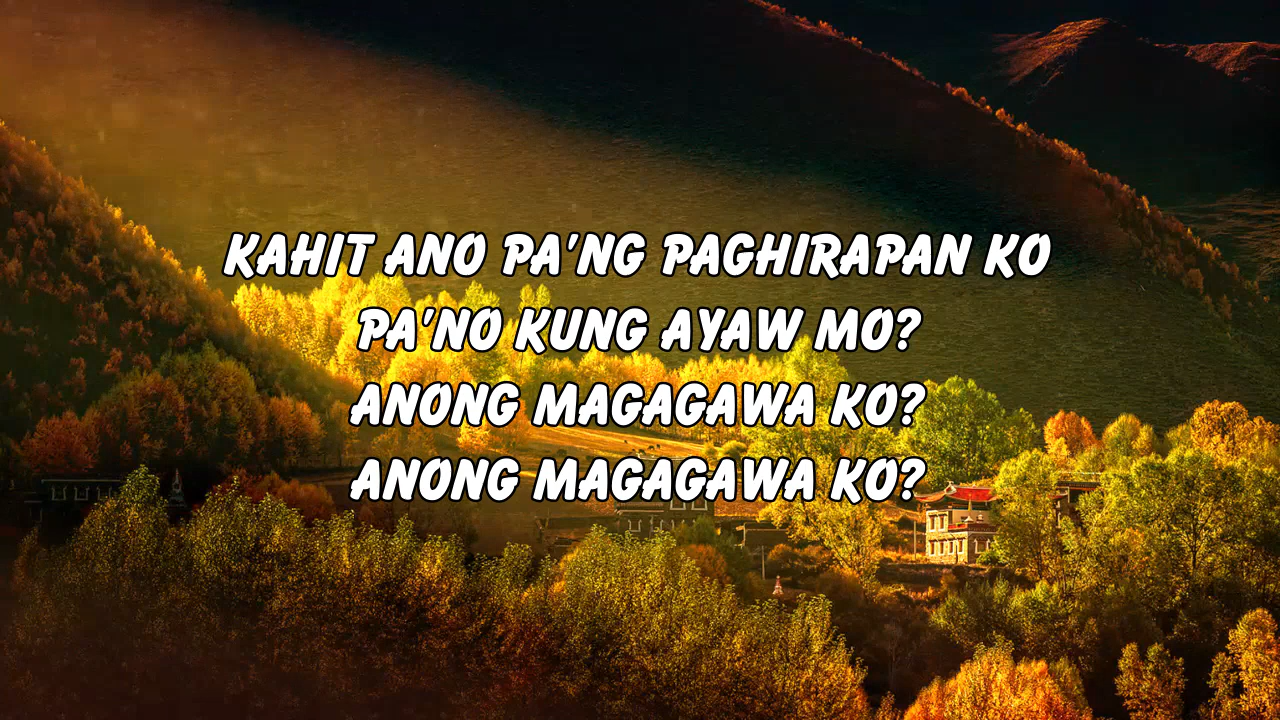 KAHIT ANO PA'NG PAGHIRAPAN KO
PA'NO KUNG AYAW MO?
ANONG MAGAGAWA KO?
ANONG MAGAGAWA KO?